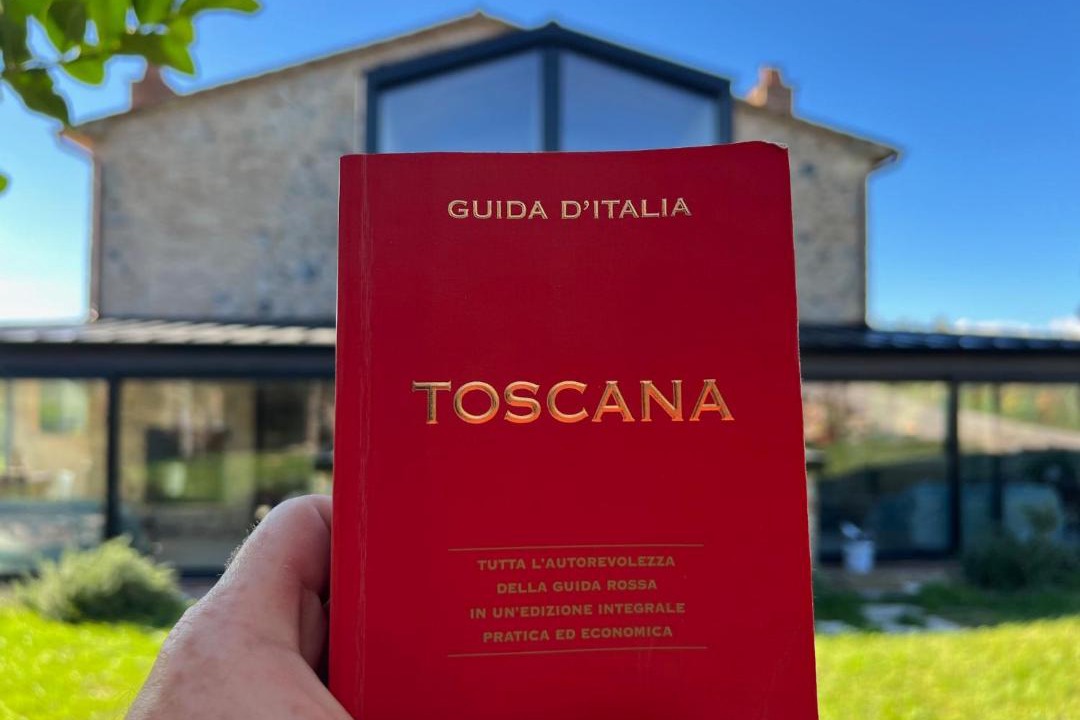 GUIDA D'ITALIA
TOSCANA
TUTTA L'AUTOREVOLEZZA
DELLA GUIDA ROSSA
IN UN'EDIZIONE INTEGRALE
PRATICA ED ECONOMICA